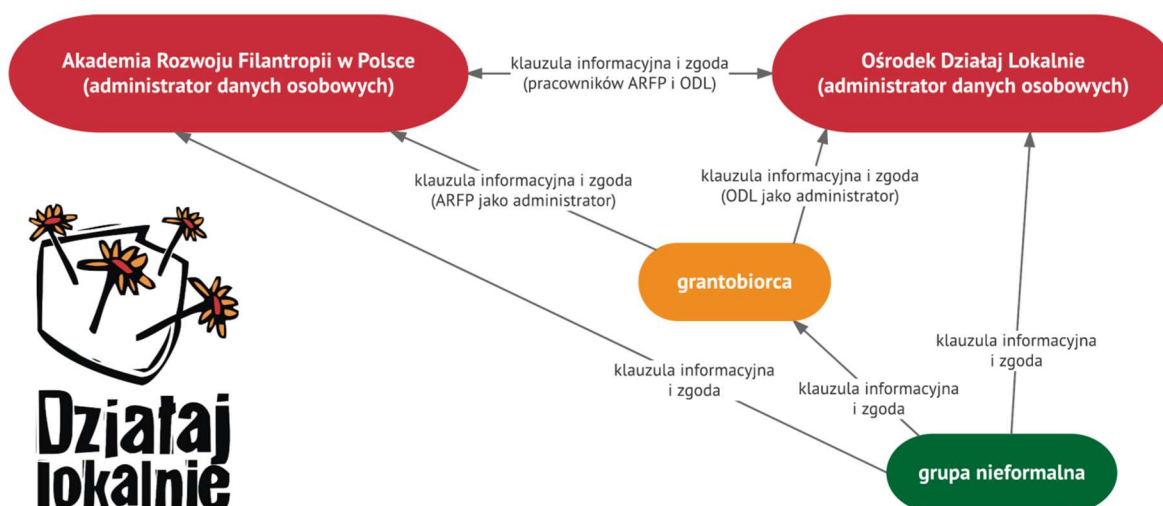 Akademia Rozwoju Filantropii w Polsce
(administrator danych osobowych)
klauzula informacyjna i zgoda
(pracowników ARFP i ODL)
Ośrodek Działaj Lokalnie
(administrator danych osobowych)
klauzula informacyjna i zgoda
(ARFP jako administrator)
klauzula informacyjna i zgoda
(ODL jako administrator)
grantobiorca
klauzula informacyjna
i zgoda
klauzula informacyjna
i zgoda
klauzula informacyjna
i zgoda
grupa nieformalna
Działaj
lokalnie